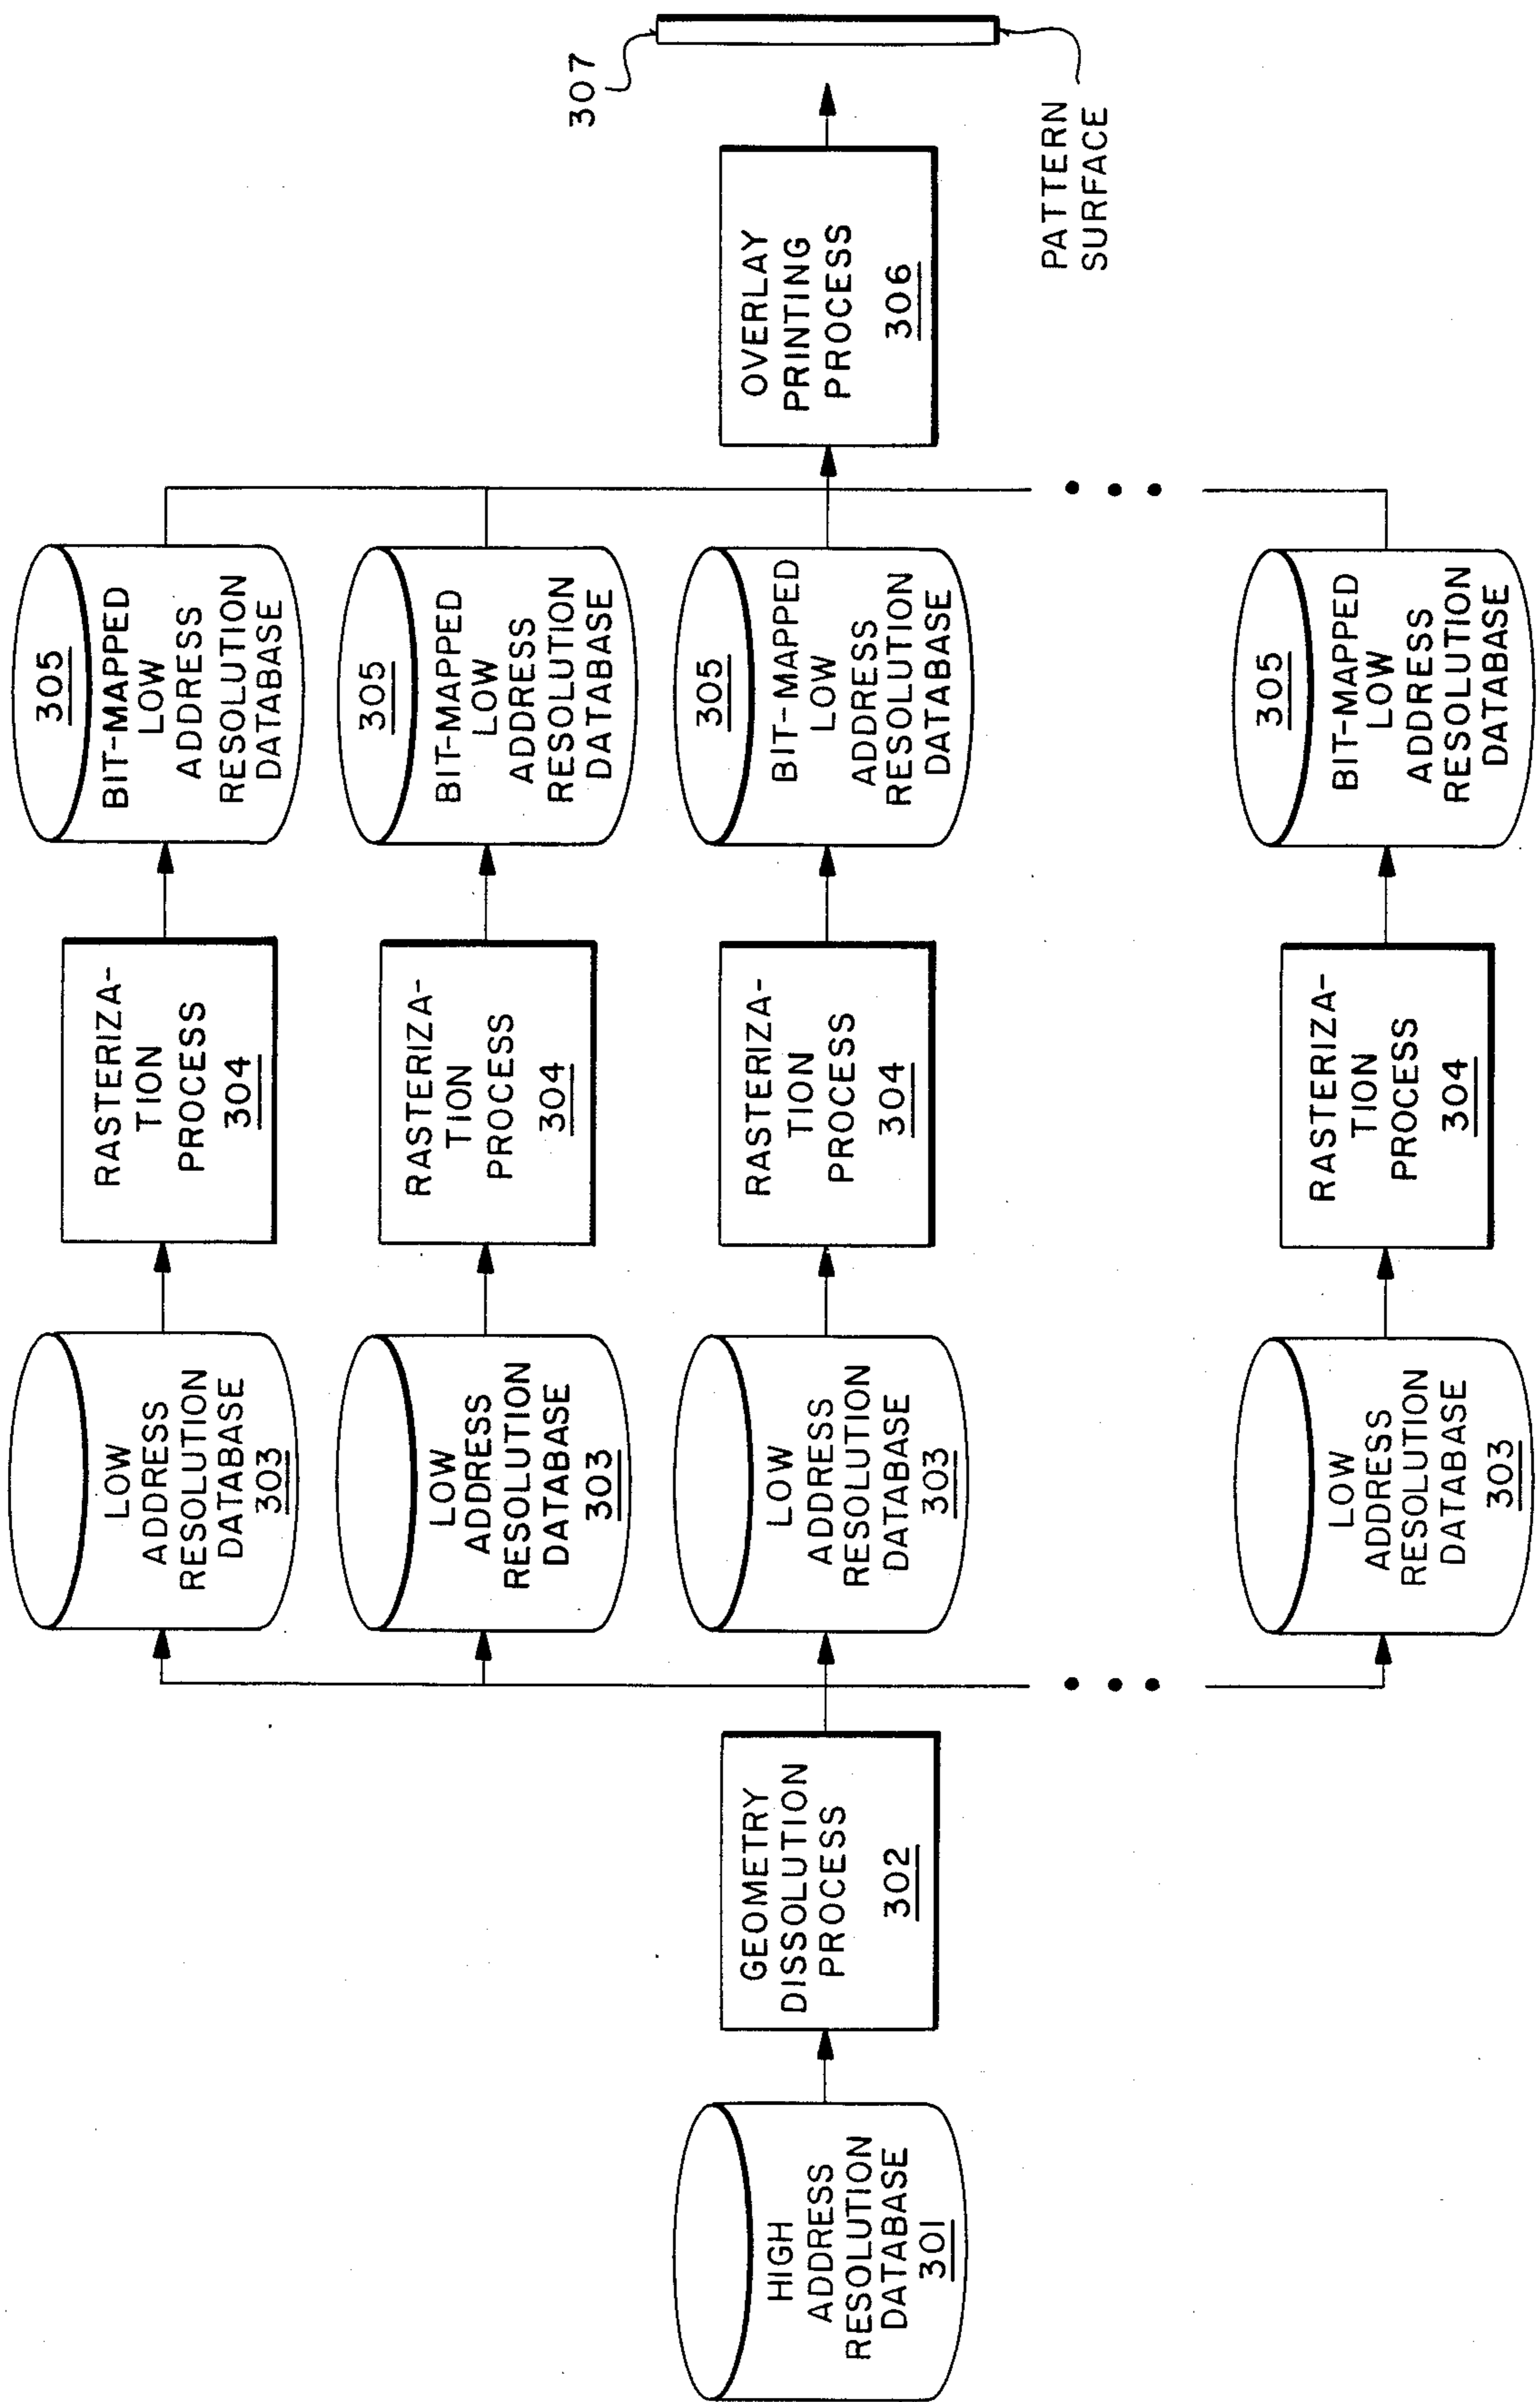 HIGH
ADDRESS
RESOLUTION
DATABASE
301
GEOMETRY
DISSOLUTION
PROCESS
302
LOW
ADDRESS
RESOLUTION
DATABASE
303
RASTERIZA-
TION
PROCESS
304
305
BIT-MAPPED
LOW
ADDRESS
RESOLUTION
DATABASE
LOW
ADDRESS
RESOLUTION
DATABASE
303
RASTERIZA-
TION
PROCESS
304
305
BIT-MAPPED
LOW
ADDRESS
RESOLUTION
DATABASE
LOW
ADDRESS
RESOLUTION
DATABASE
303
RASTERIZA-
TION
PROCESS
304
305
BIT-MAPPED
LOW
ADDRESS
RESOLUTION
DATABASE
LOW
ADDRESS
RESOLUTION
DATABASE
303
RASTERIZA-
TION
PROCESS
304
305
BIT-MAPPED
LOW
ADDRESS
RESOLUTION
DATABASE
OVERLAY
PRINTING
PROCESS
306
307
PATTERN
SURFACE